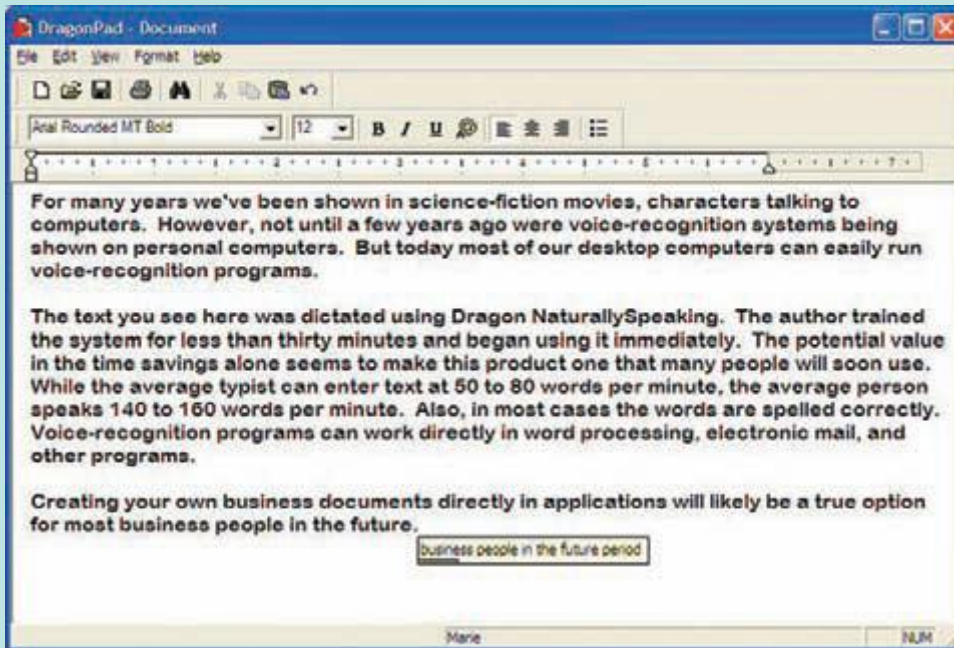 DragonPad - Document
File Edit View Format Help
Arial Rounded MT Bold 12 B I U
1 2 3 4 5 7
For many years we've been shown in science-fiction movies, characters talking to
computers. However, not until a few years ago were voice-recognition systems being
shown on personal computers. But today most of our desktop computers can easily run
voice-recognition programs.
The text you see here was dictated using Dragon NaturallySpeaking. The author trained
the system for less than thirty minutes and began using it immediately. The potential value
in the time savings alone seems to make this product one that many people will soon use.
While the average typist can enter text at 50 to 80 words per minute, the average person
speaks 140 to 160 words per minute. Also, in most cases the words are spelled correctly.
Voice-recognition programs can work directly in word processing, electronic mail, and
other programs.
Creating your own business documents directly in applications will likely be a true option
for most business people in the future.
business people in the future period
Marie NUM